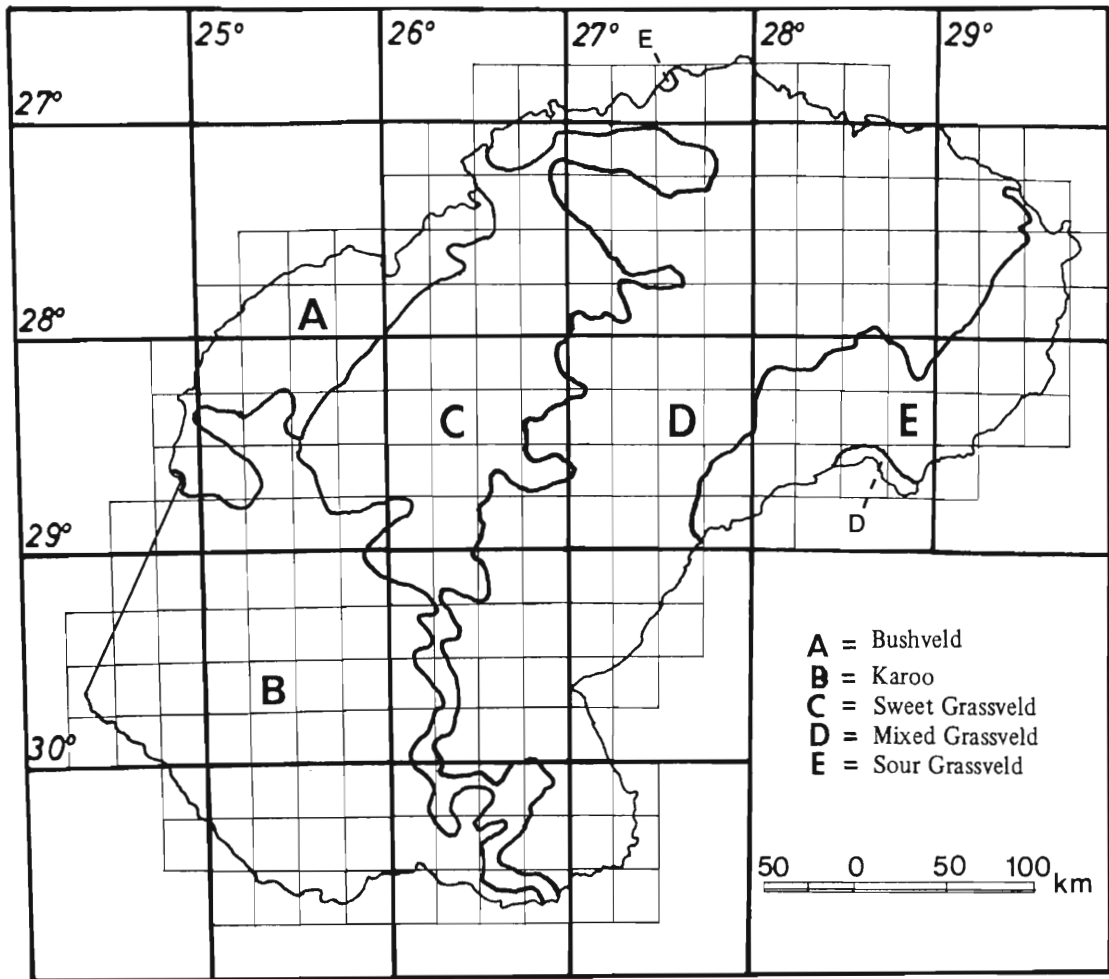 25° 26° 27° 28° 29°
E
27°
A
28°
C D E
D
29°
B
30°
A = Bushveld
B = Karoo
C = Sweet Grassveld
D = Mixed Grassveld
E = Sour Grassveld
50 0 50 100 km